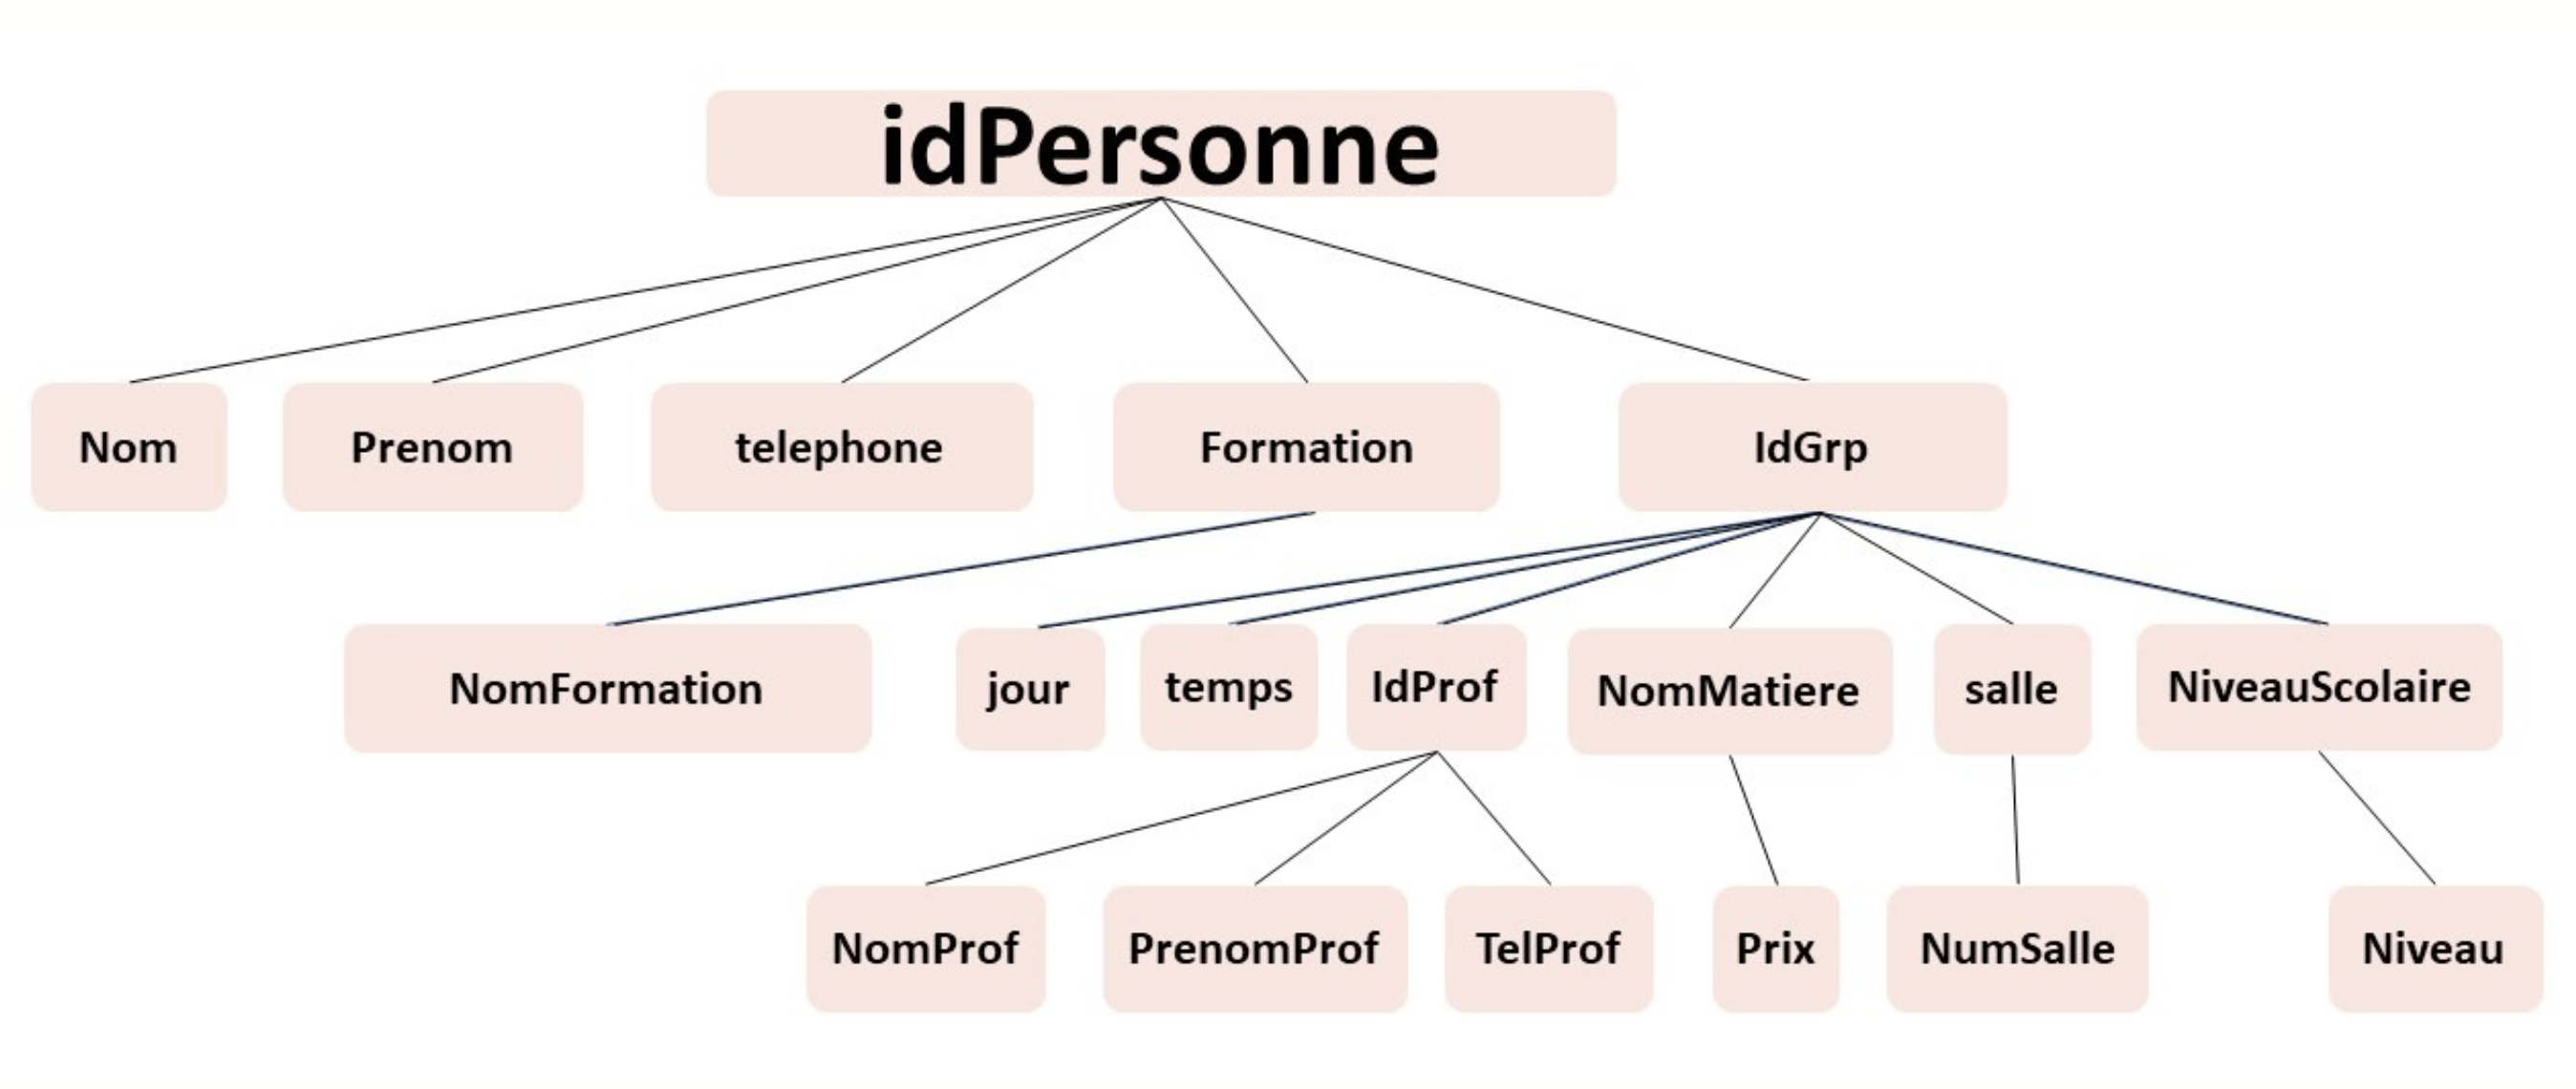 idPersonne
Nom
Prenom
telephone
Formation
IdGrp
NomFormation
jour
temps
IdProf
NomMatiere
salle
NiveauScolaire
NomProf
PrenomProf
TelProf
Prix
NumSalle
Niveau